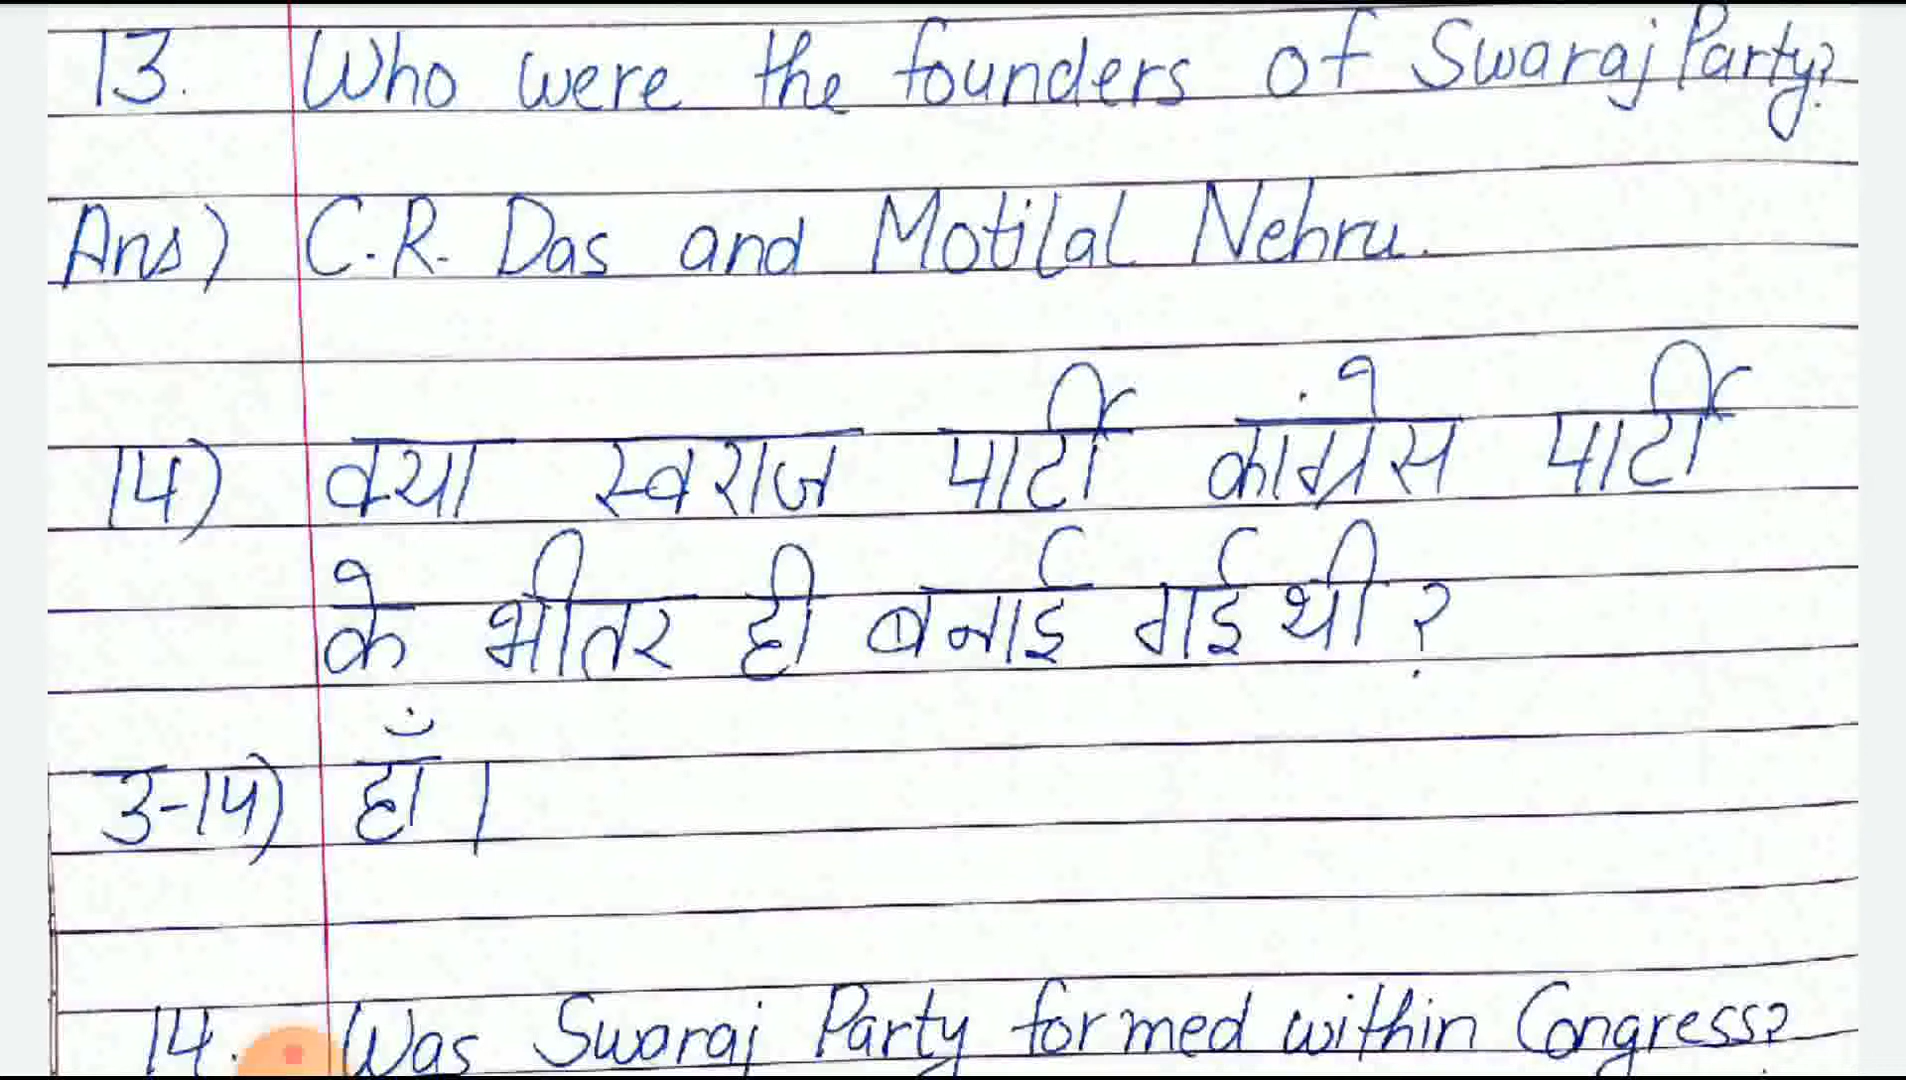 13. Who were the founders of Swaraj Party?
Ans) C.R. Das and Motilal Nehru.
14) क्या स्वराज पार्टी कांग्रेस पार्टी
के भीतर ही बनाई गई थी?
उ-14) हाँ।
14. Was Swaraj Party formed within Congress?